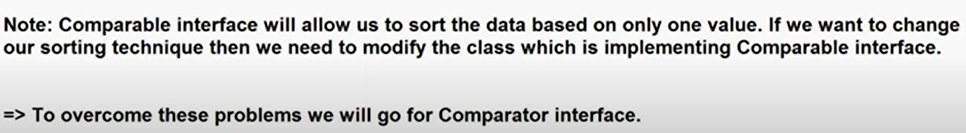 Note: Comparable interface will allow us to sort the data based on only one value. If we want to change
our sorting technique then we need to modify the class which is implementing Comparable interface.
=> To overcome these problems we will go for Comparator interface.